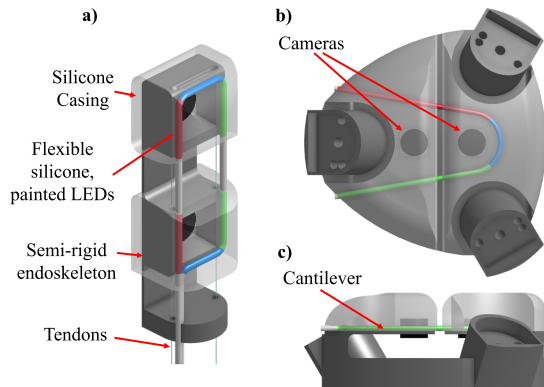 a)
Silicone
Casing
Flexible
silicone,
painted LEDs
Semi-rigid
endoskeleton
Tendons
b)
Cameras
c)
Cantilever